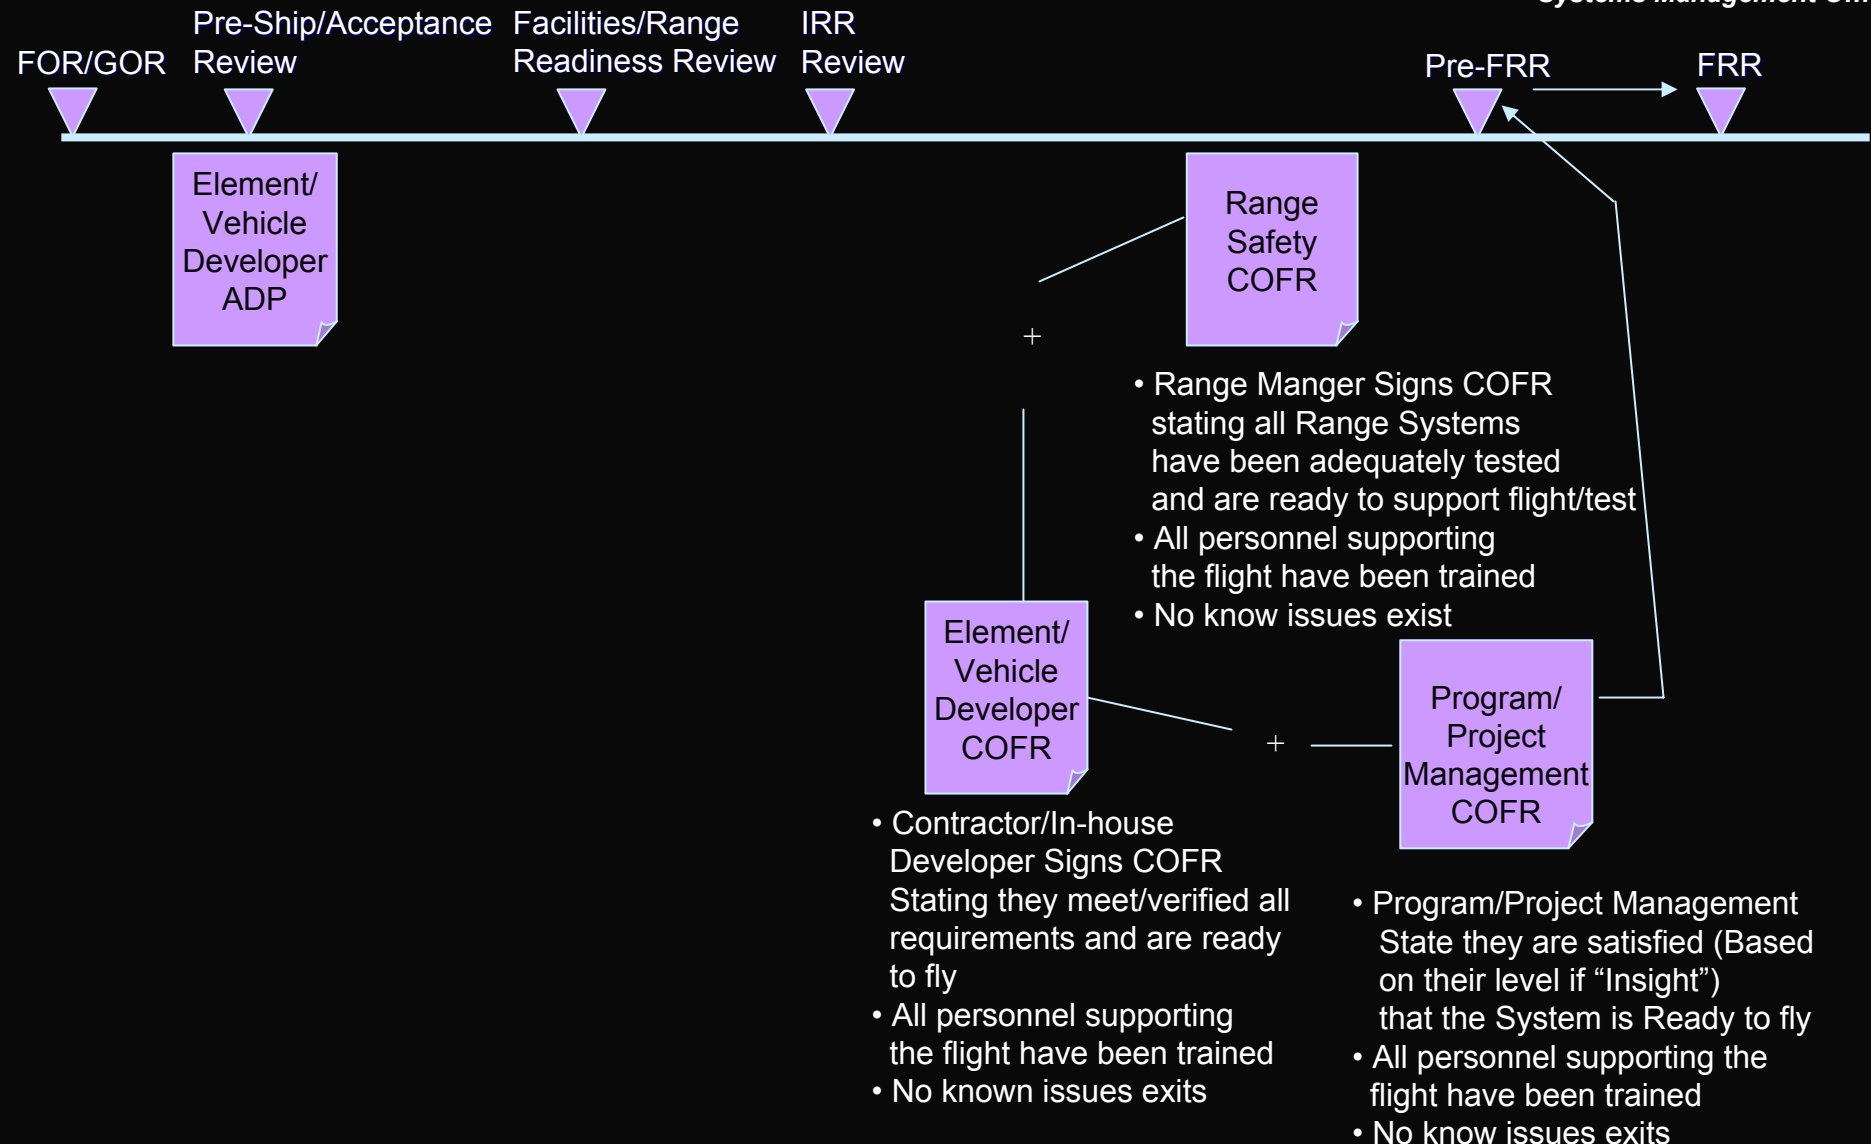 Systems Management Offi
Pre-Ship/Acceptance
Review
Facilities/Range
Readiness Review
IRR
Review
FOR/GOR
Pre-FRR
FRR
Element/
Vehicle
Developer
ADP
Range
Safety
COFR
+
• Range Manger Signs COFR
stating all Range Systems
have been adequately tested
and are ready to support flight/test
• All personnel supporting
the flight have been trained
• No know issues exist
Element/
Vehicle
Developer
COFR
+
Program/
Project
Management
COFR
• Contractor/In-house
Developer Signs COFR
Stating they meet/verified all
requirements and are ready
to fly
• All personnel supporting
the flight have been trained
• No known issues exits
• Program/Project Management
State they are satisfied (Based
on their level if “Insight”)
that the System is Ready to fly
• All personnel supporting the
flight have been trained
• No know issues exits